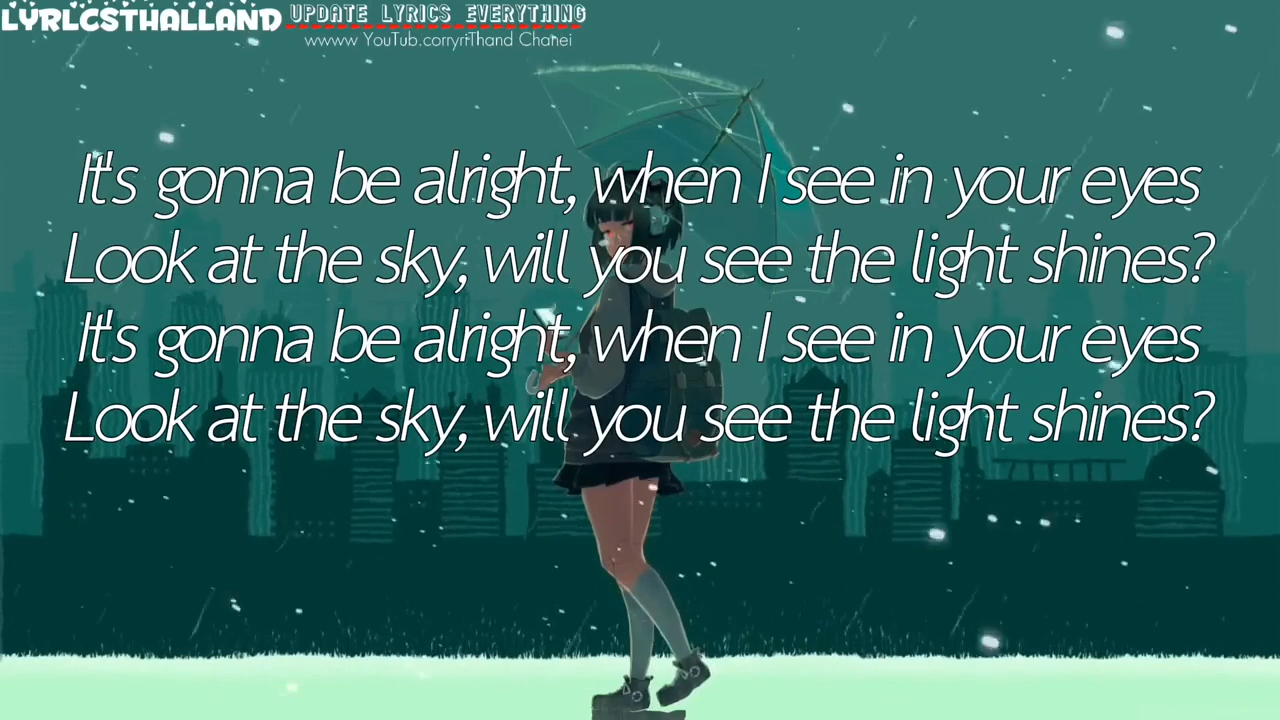 LYRLCSTHALLAND UPDATE LYRICS EVERYTHING
It's gonna be alright, when I see in your eyes
Look at the sky, will you see the light shines?
It's gonna be alright, when I see in your eyes
Look at the sky, will you see the light shines?